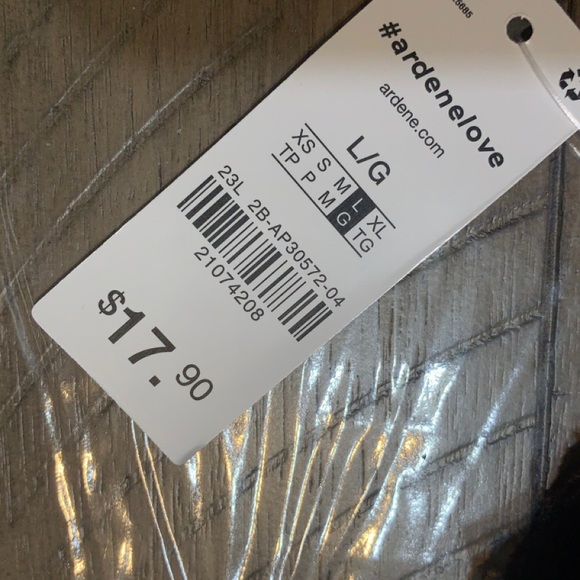 #ardenelove
ardene.com
L/G
XS S M L XL
TP P M G TG
23L 2B-AP30572-04
21074208
$17.90